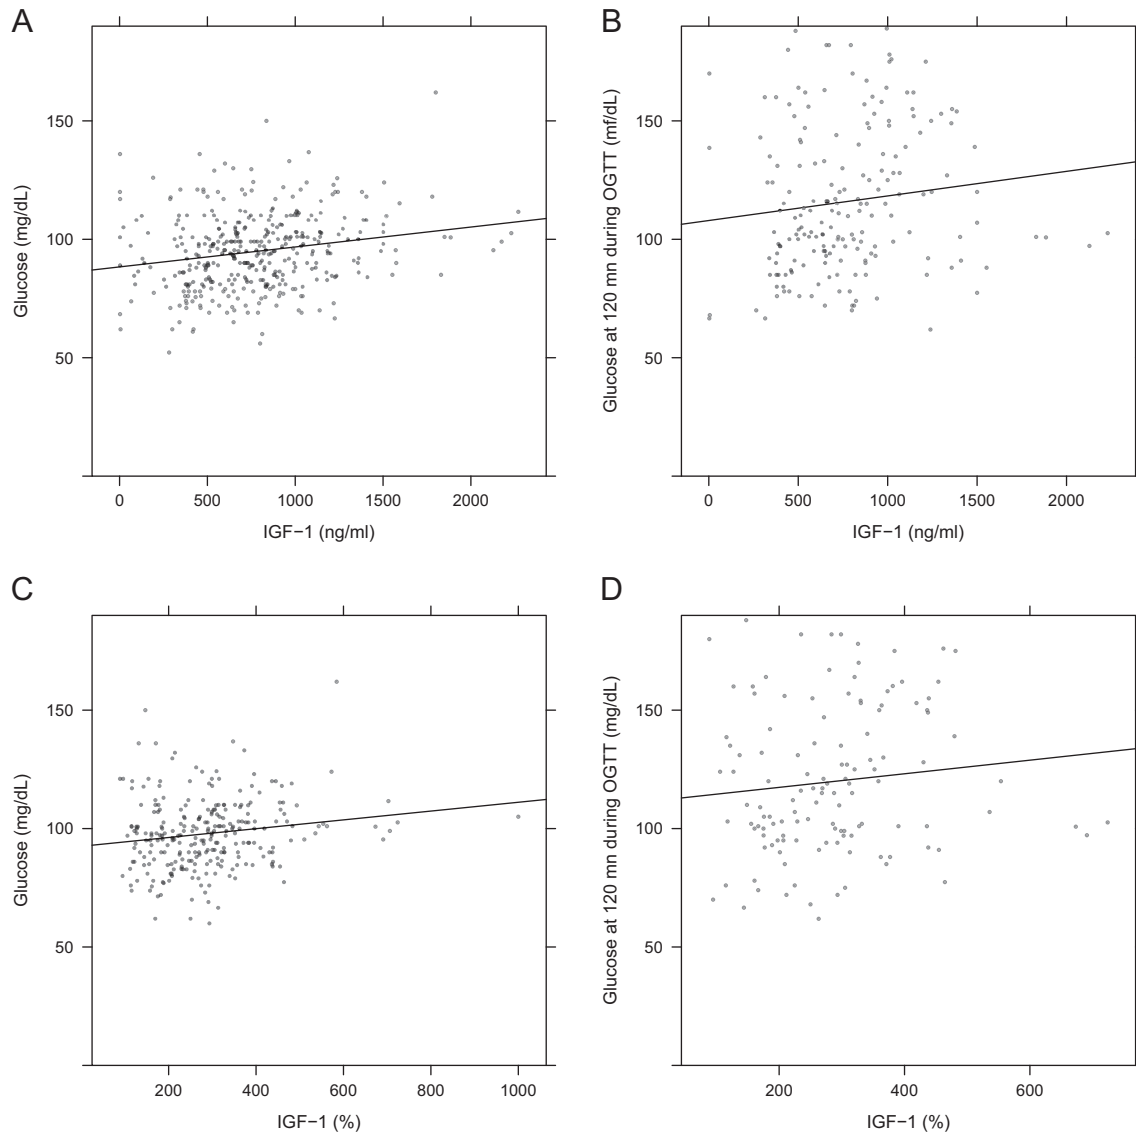 A
B
150
100
50
Glucose (mg/dL)
0 500 1000 1500 2000
IGF−1 (ng/ml)
150
100
50
Glucose at 120 mn during OGTT (mf/dL)
0 500 1000 1500 2000
IGF−1 (ng/ml)
C
D
150
100
50
Glucose (mg/dL)
200 400 600 800 1000
IGF−1 (%)
150
100
50
Glucose at 120 mn during OGTT (mg/dL)
200 400 600
IGF−1 (%)